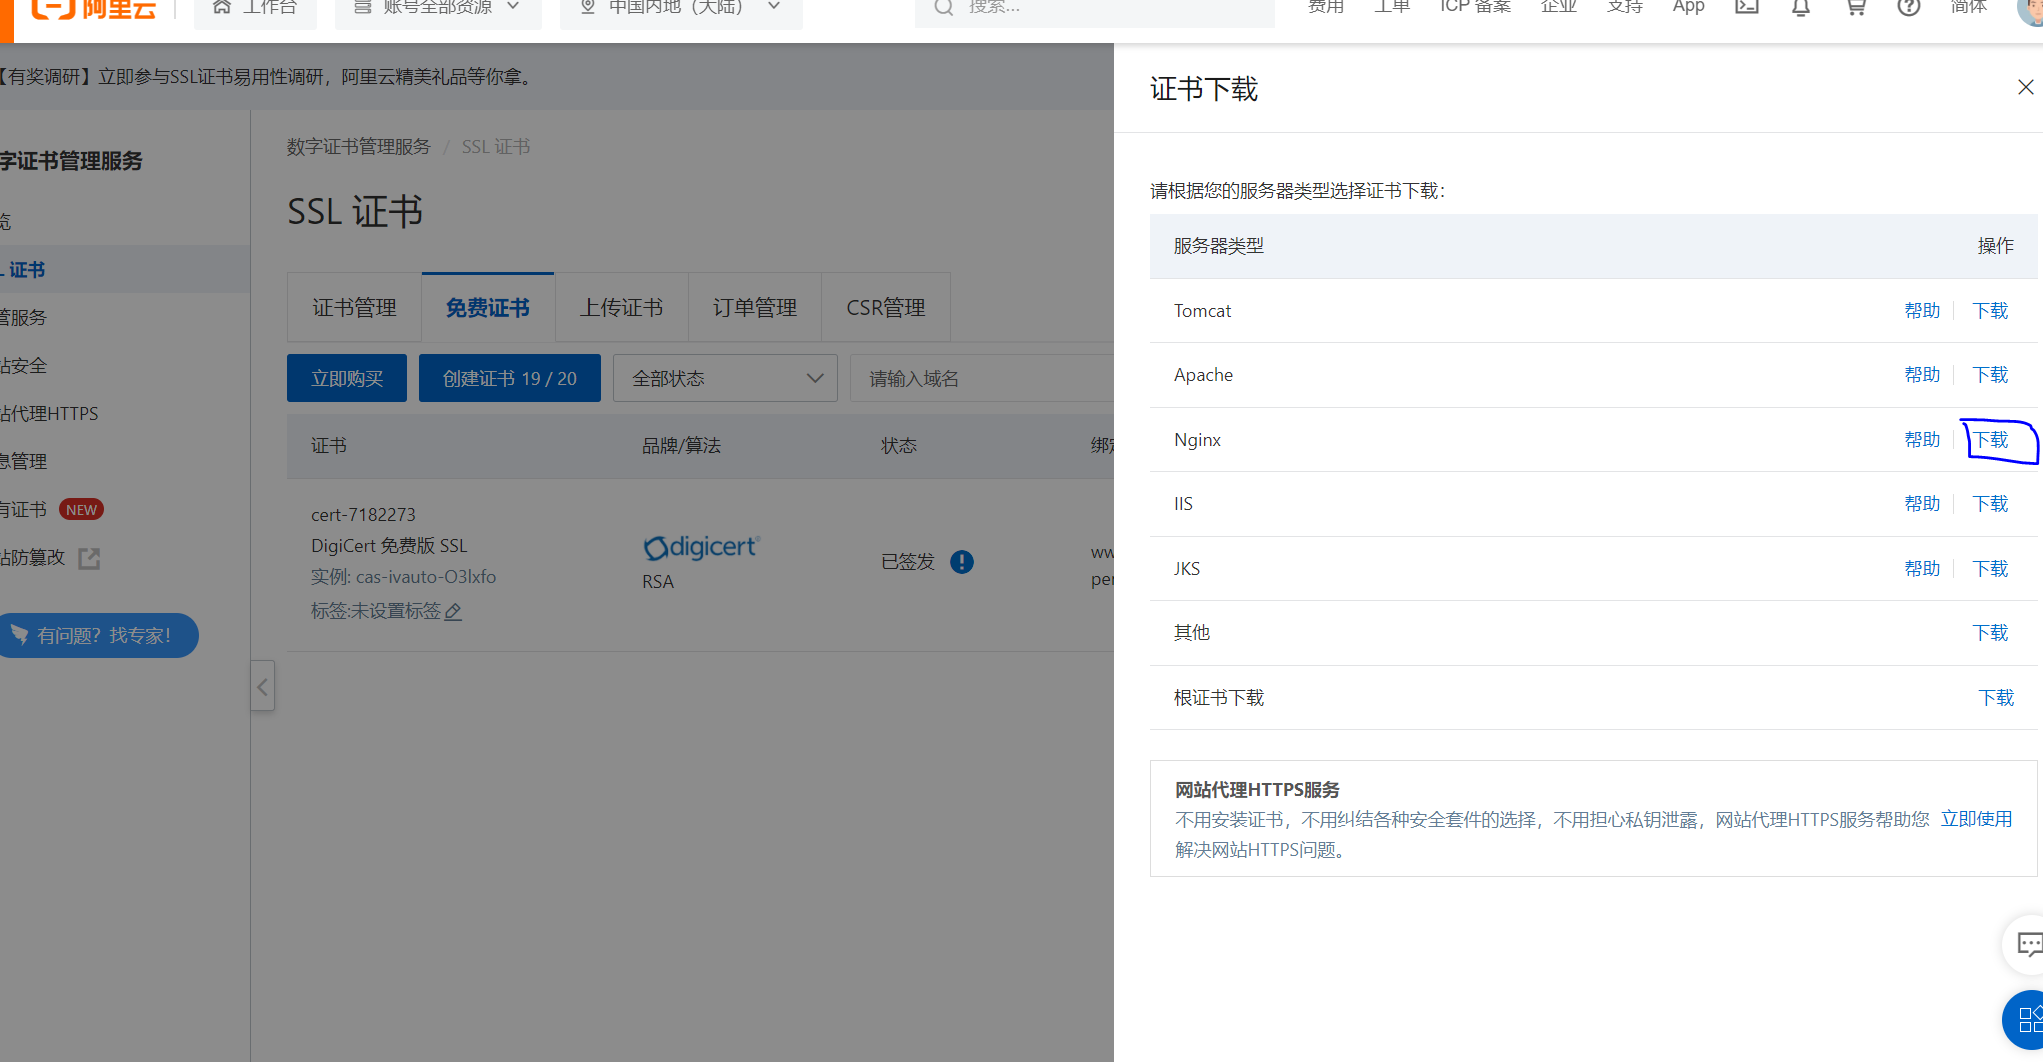 阿里云
工作台
账号全部资源
中国内地（大陆）
搜索...
费用
工单
ICP 备案
企业
支持
App
简体
【有奖调研】立即参与SSL证书易用性调研，阿里云精美礼品等你拿。
字证书管理服务
览
证书
管服务
站安全
站代理HTTPS
息管理
有证书 NEW
站防篡改
有问题？找专家！
数字证书管理服务 / SSL 证书
SSL 证书
证书管理
免费证书
上传证书
订单管理
CSR管理
立即购买
创建证书 19 / 20
全部状态
请输入域名
证书
品牌/算法
状态
绑定
cert-7182273
DigiCert 免费版 SSL
实例: cas-ivauto-O3lxfo
标签:未设置标签
digicert
RSA
已签发
ww
per
证书下载
请根据您的服务器类型选择证书下载：
服务器类型 操作
Tomcat 帮助 下载
Apache 帮助 下载
Nginx 帮助 下载
IIS 帮助 下载
JKS 帮助 下载
其他 下载
根证书下载 下载
网站代理HTTPS服务
不用安装证书，不用纠结各种安全套件的选择，不用担心私钥泄露，网站代理HTTPS服务帮助您 立即使用
解决网站HTTPS问题。